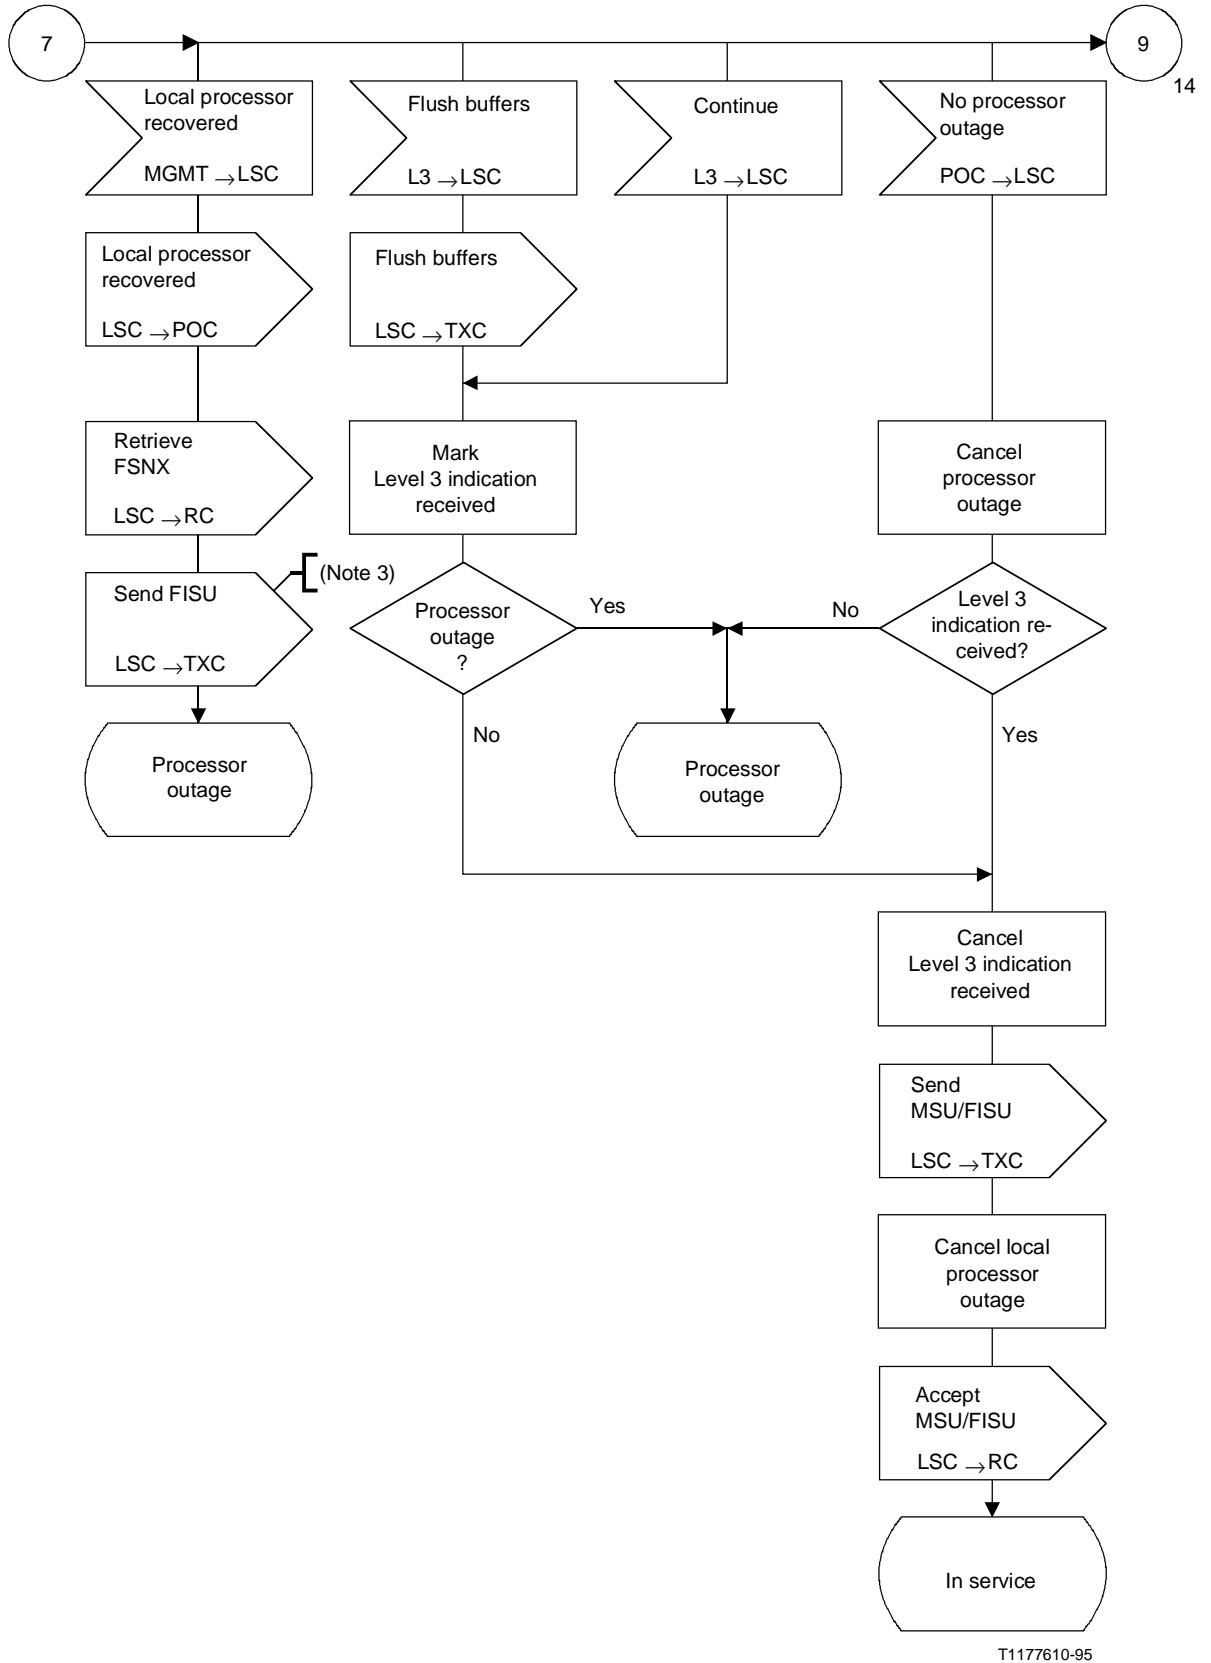 7
9
14
Local processor
recovered
MGMT → LSC
Flush buffers
L3 → LSC
Continue
L3 → LSC
No processor
outage
POC → LSC
Local processor
recovered
LSC → POC
Flush buffers
LSC → TXC
Retrieve
FSNX
LSC → RC
Mark
Level 3 indication
received
Cancel
processor
outage
Send FISU
LSC → TXC
(Note 3)
Processor
outage
?
Yes
No
No
Level 3
indication re-
ceived?
Yes
Processor
outage
Processor
outage
Cancel
Level 3 indication
received
Send
MSU/FISU
LSC → TXC
Cancel local
processor
outage
Accept
MSU/FISU
LSC → RC
In service
T1177610-95